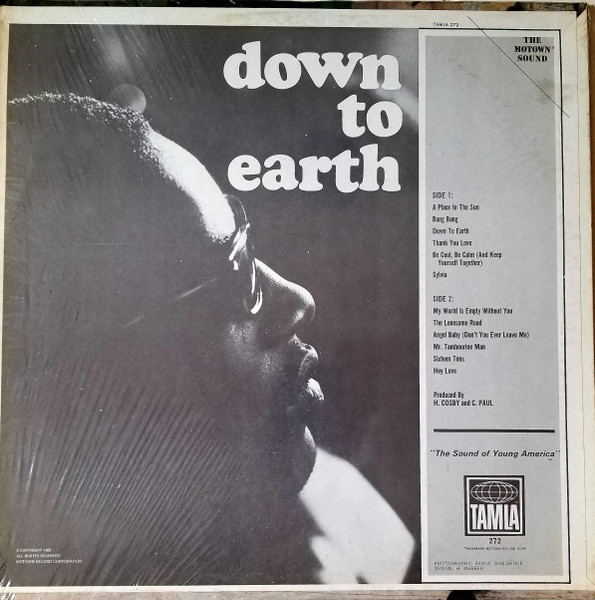 TAMLA 272
THE
MOTOWN
SOUND
down
to
earth
SIDE 1:
A Place In The Sun
Bang Bang
Down To Earth
Thank You Love
Be Cool, Be Calm (And Keep
Yourself Together)
Sylvia
SIDE 2:
My World Is Empty Without You
The Lonesome Road
Angel Baby (Don't You Ever Leave Me)
Mr. Tambourine Man
Sixteen Tons
Hey Love
Produced By
H. COSBY and C. PAUL
"The Sound of Young America"
TAMLA
272
© COPYRIGHT
ALL RIGHTS RESERVED
MOTOWN RECORD CORPORATION